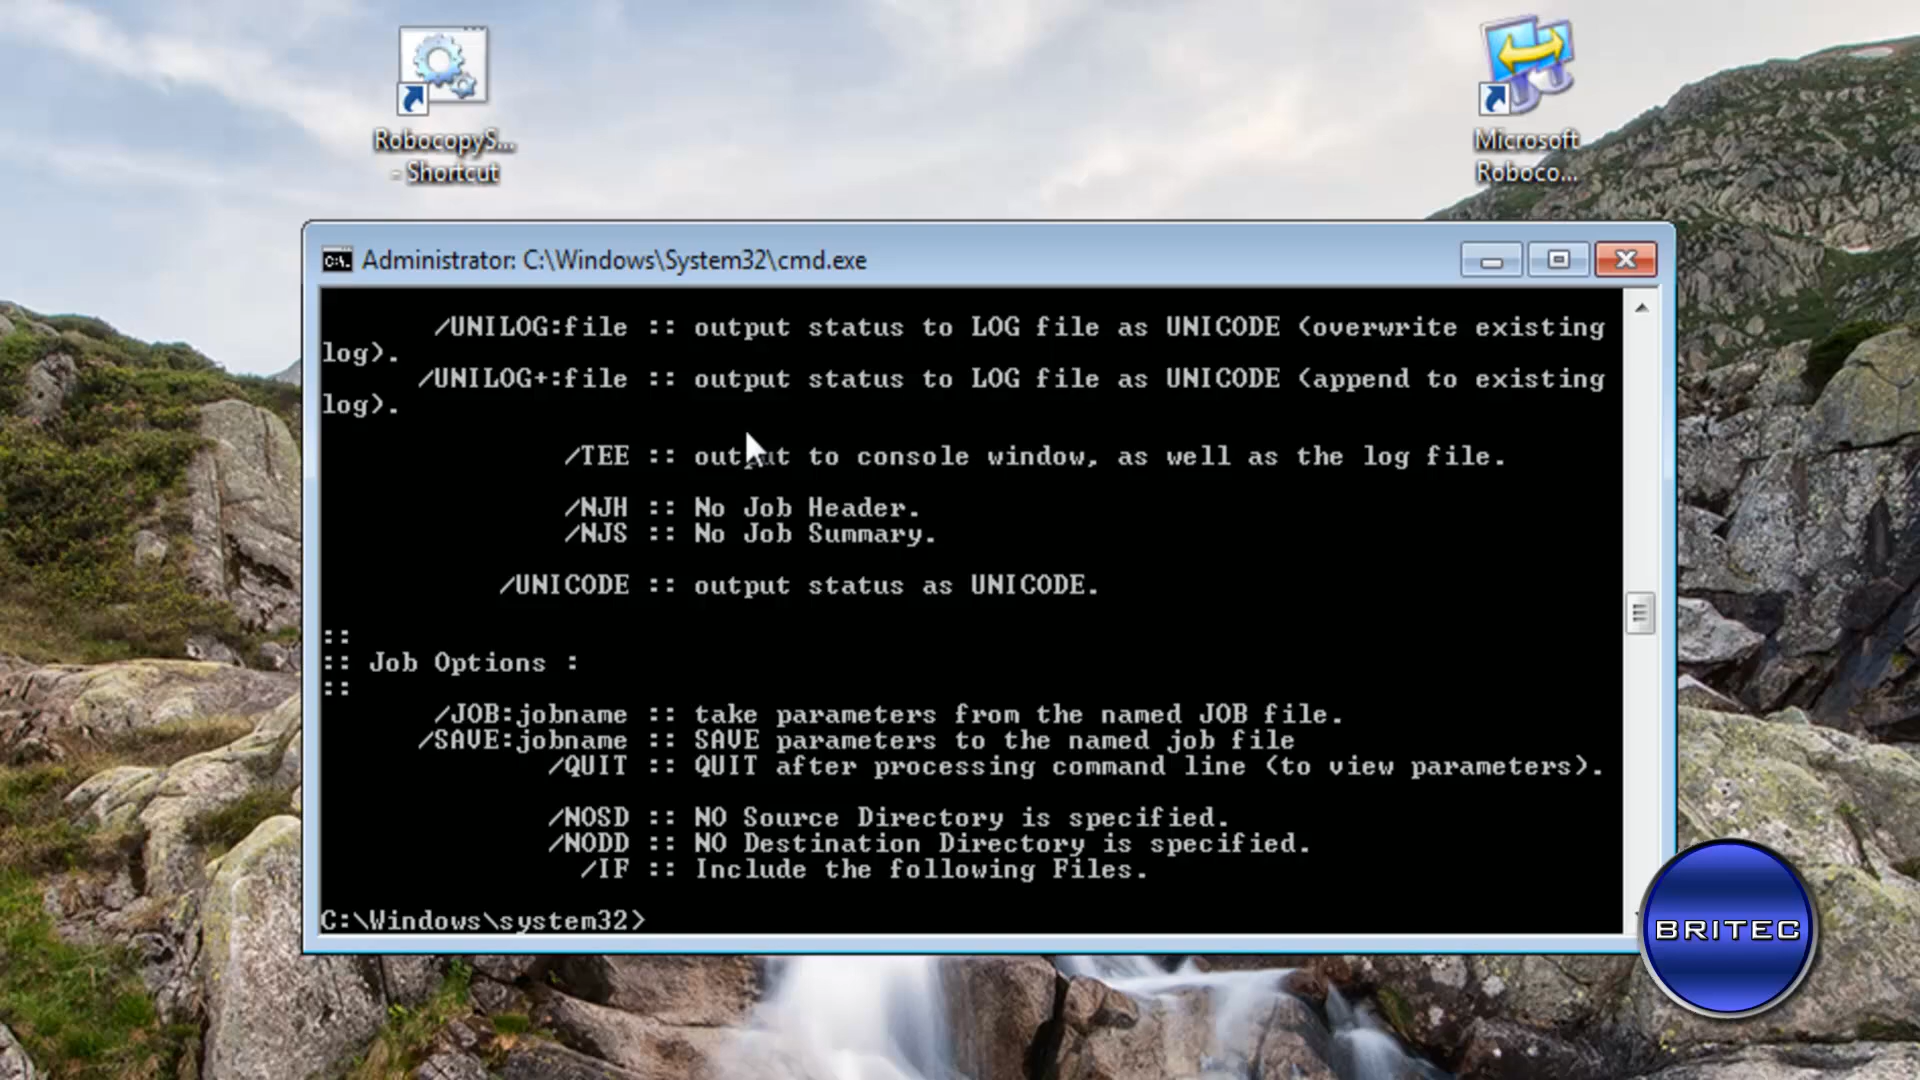 RobocopyS...
- Shortcut
Microsoft
Roboco...
C:\. Administrator: C:\Windows\System32\cmd.exe
/UNILOG:file :: output status to LOG file as UNICODE (overwrite existing
log).
/UNILOG+:file :: output status to LOG file as UNICODE (append to existing
log).
/TEE :: output to console window, as well as the log file.
/NJH :: No Job Header.
/NJS :: No Job Summary.
/UNICODE :: output status as UNICODE.
::
:: Job Options :
::
/JOB:jobname :: take parameters from the named JOB file.
/SAVE:jobname :: SAVE parameters to the named job file
/QUIT :: QUIT after processing command line (to view parameters).
/NOSD :: NO Source Directory is specified.
/NODD :: NO Destination Directory is specified.
/IF :: Include the following Files.
C:\Windows\system32>
BRITEC